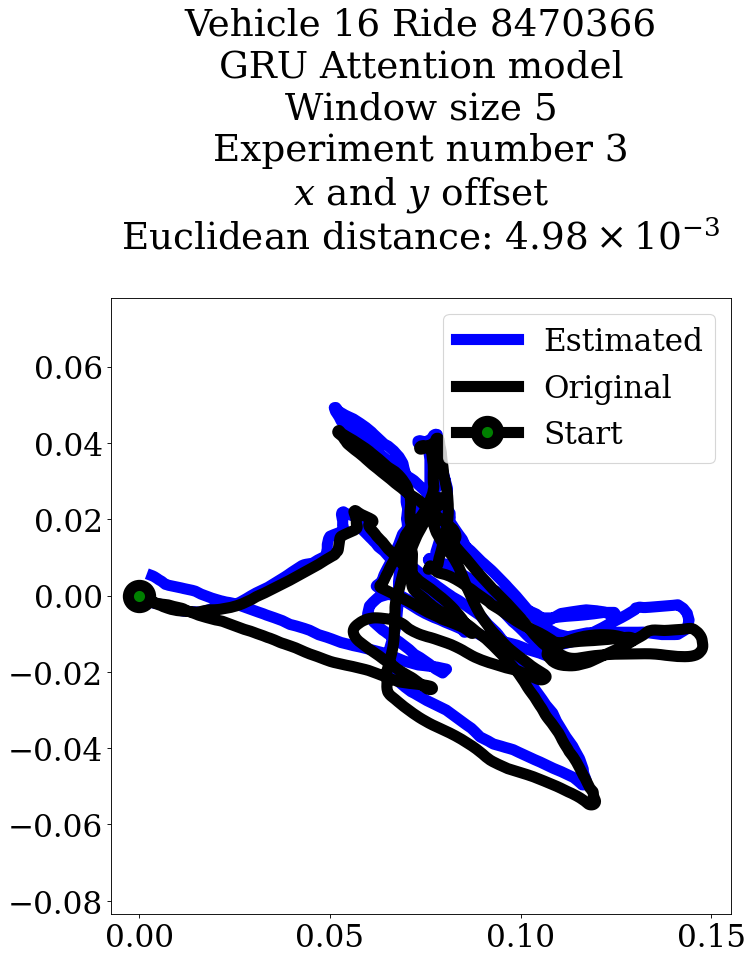 Vehicle 16 Ride 8470366
GRU Attention model
Window size 5
Experiment number 3
x and y offset
Euclidean distance: 4.98 × 10⁻³
Estimated
Original
Start
0.06
0.04
0.02
0.00
−0.02
−0.04
−0.06
−0.08
0.00 0.05 0.10 0.15